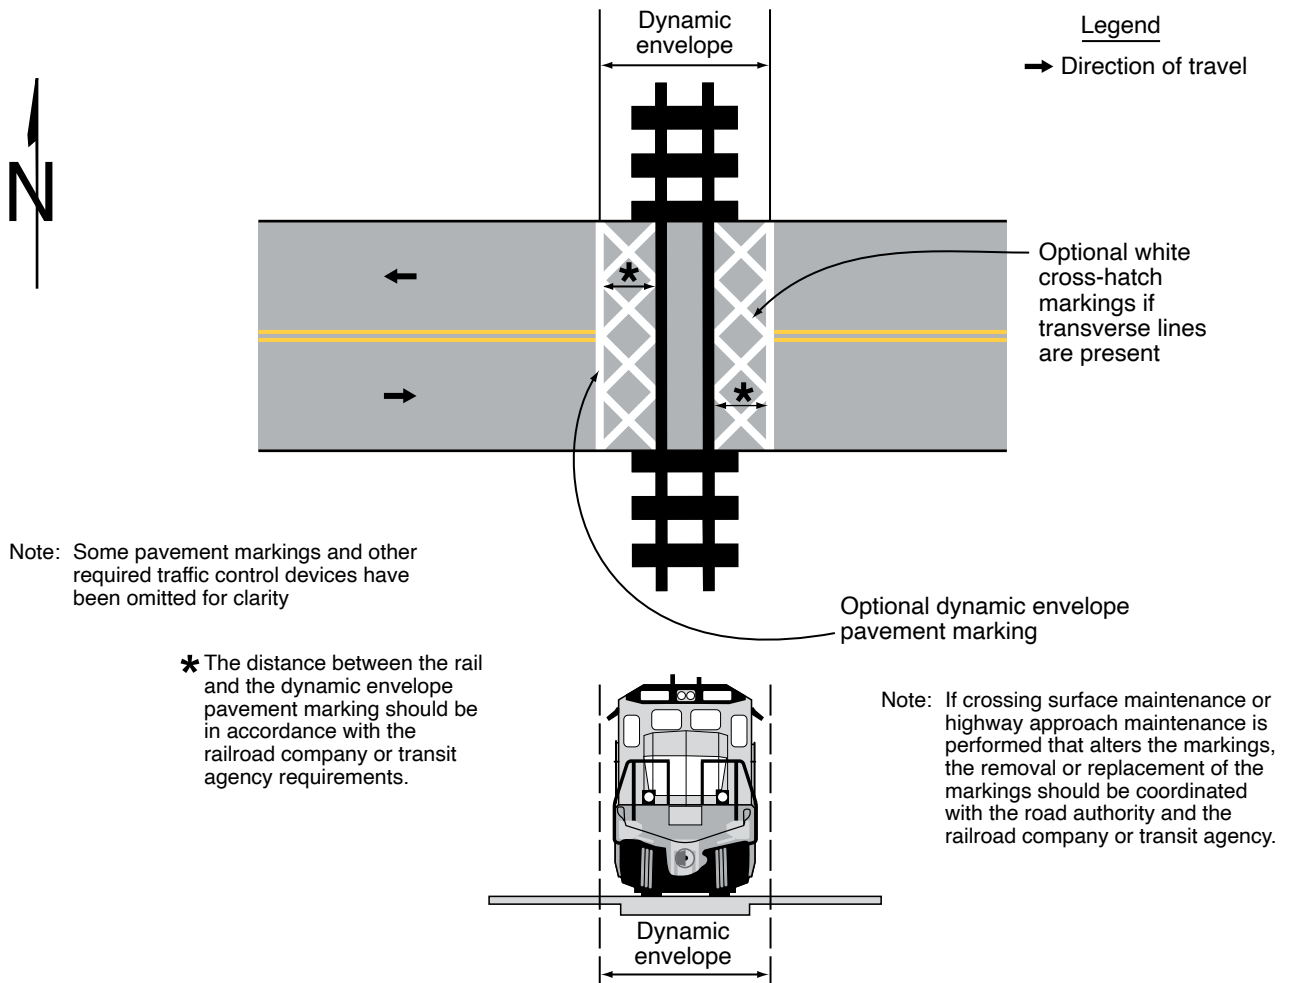 Dynamic
envelope
Legend
Direction of travel
N
Optional white
cross-hatch
markings if
transverse lines
are present
*
*
Note: Some pavement markings and other
required traffic control devices have
been omitted for clarity
Optional dynamic envelope
pavement marking
* The distance between the rail
and the dynamic envelope
pavement marking should be
in accordance with the
railroad company or transit
agency requirements.
Note: If crossing surface maintenance or
highway approach maintenance is
performed that alters the markings,
the removal or replacement of the
markings should be coordinated
with the road authority and the
railroad company or transit agency.
Dynamic
envelope